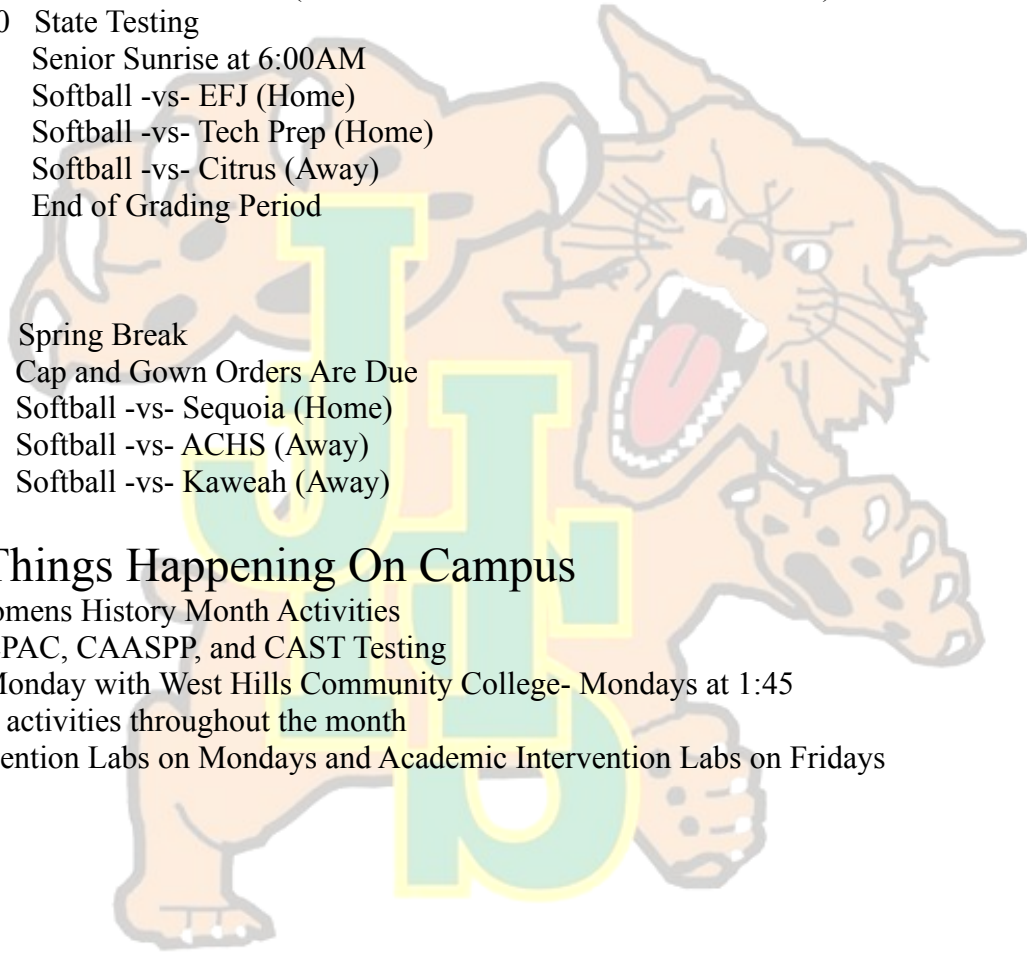 0 State Testing
Senior Sunrise at 6:00AM
Softball -vs- EFJ (Home)
Softball -vs- Tech Prep (Home)
Softball -vs- Citrus (Away)
End of Grading Period
Spring Break
Cap and Gown Orders Are Due
Softball -vs- Sequoia (Home)
Softball -vs- ACHS (Away)
Softball -vs- Kaweah (Away)
Things Happening On Campus
omens History Month Activities
PAC, CAASPP, and CAST Testing
Monday with West Hills Community College- Mondays at 1:45
activities throughout the month
ention Labs on Mondays and Academic Intervention Labs on Fridays